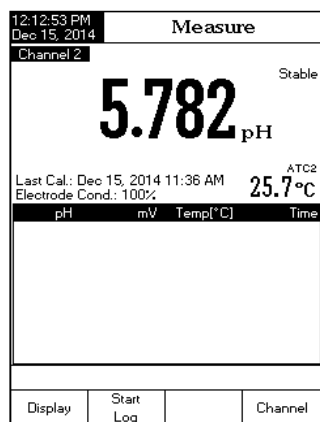 12:12:53 PM
Dec 15, 2014
Measure
Channel 2
Stable
5.782 pH
Last Cal.: Dec 15, 2014 11:36 AM
Electrode Cond.: 100%
ATC2
25.7°C
pH mV Temp[°C] Time
Display
Start
Log
Channel